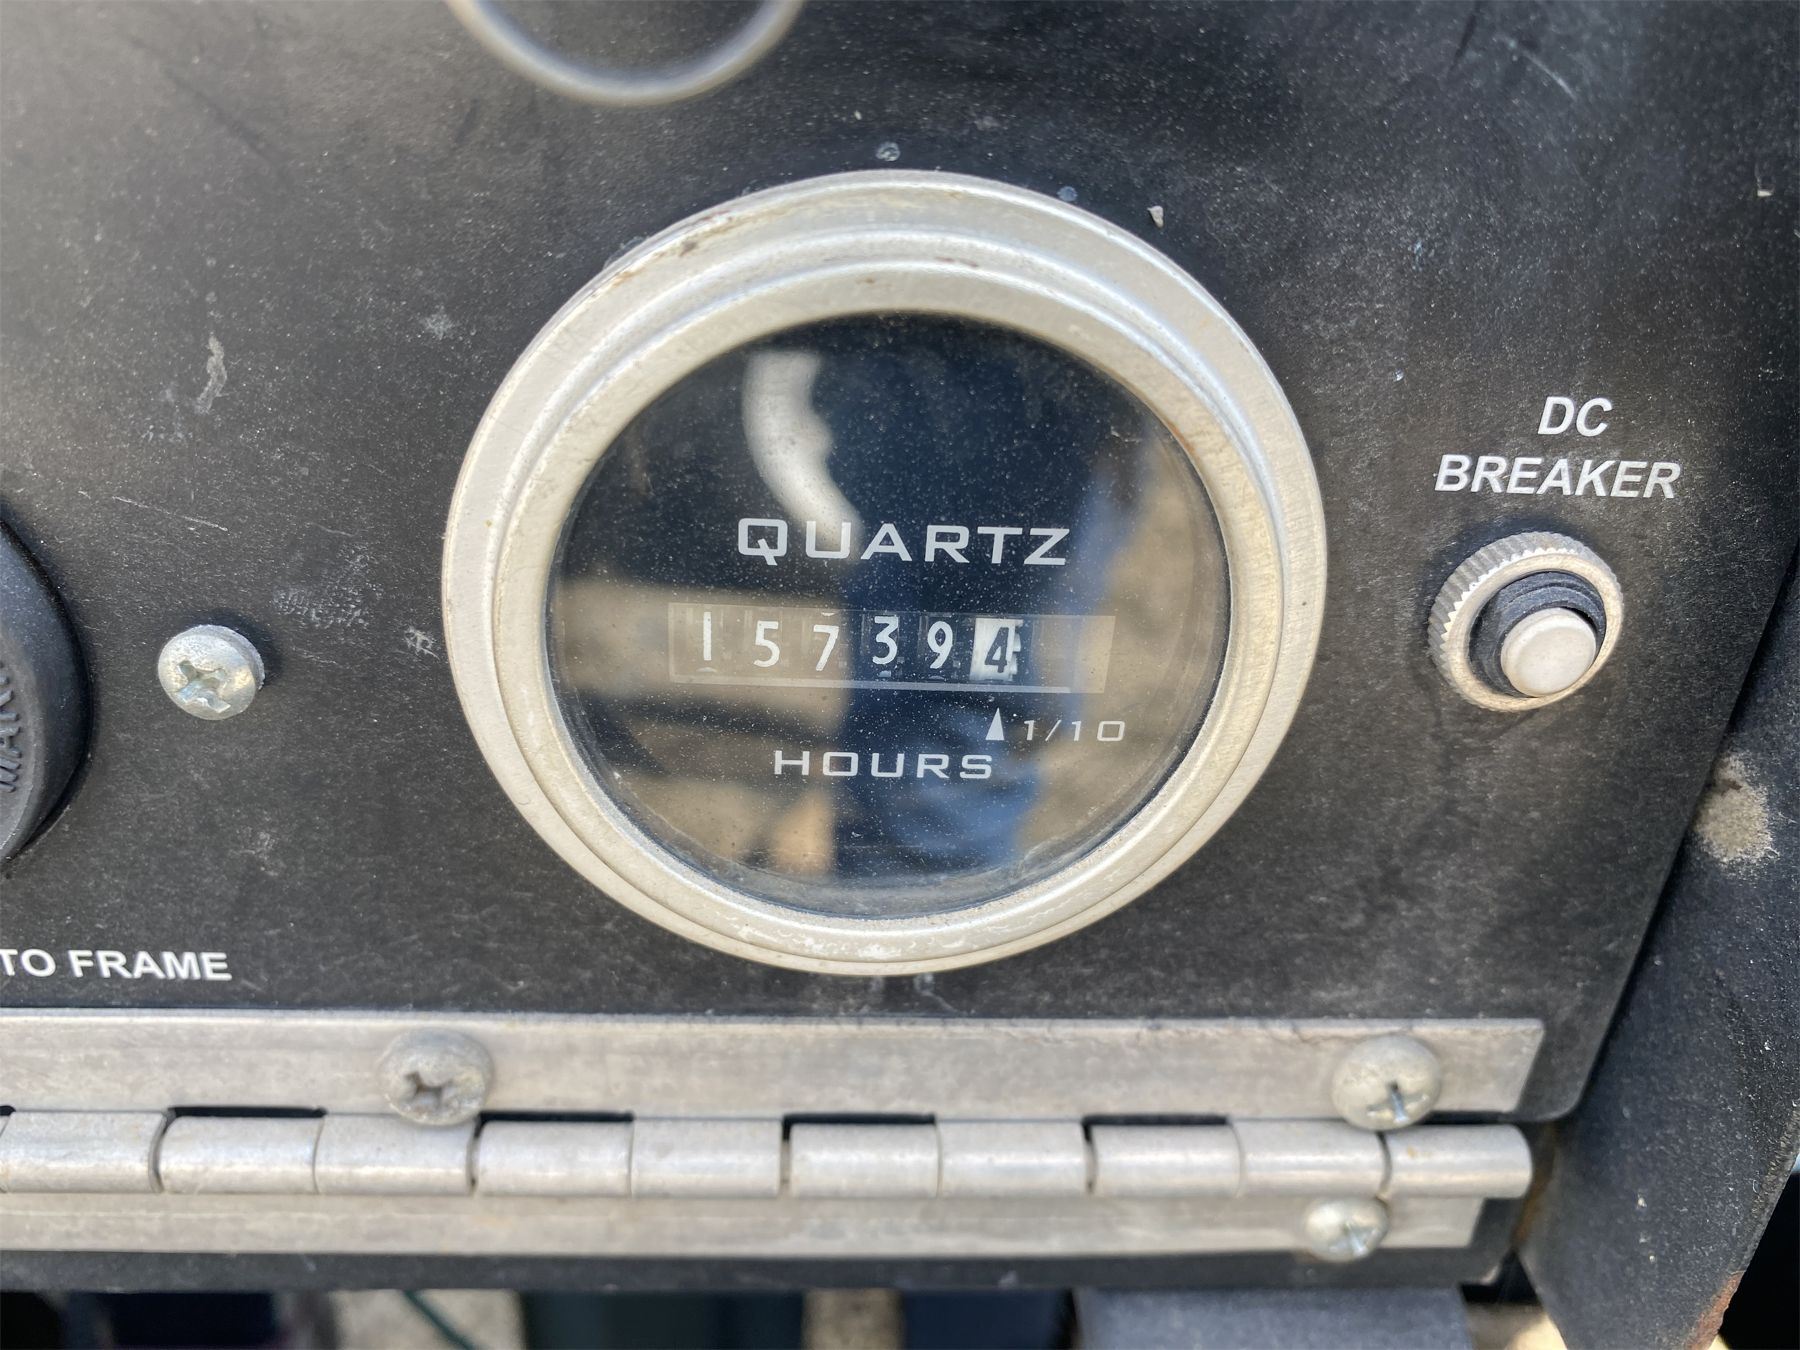 DC
BREAKER
QUARTZ
157394
1/10
HOURS
TO FRAME